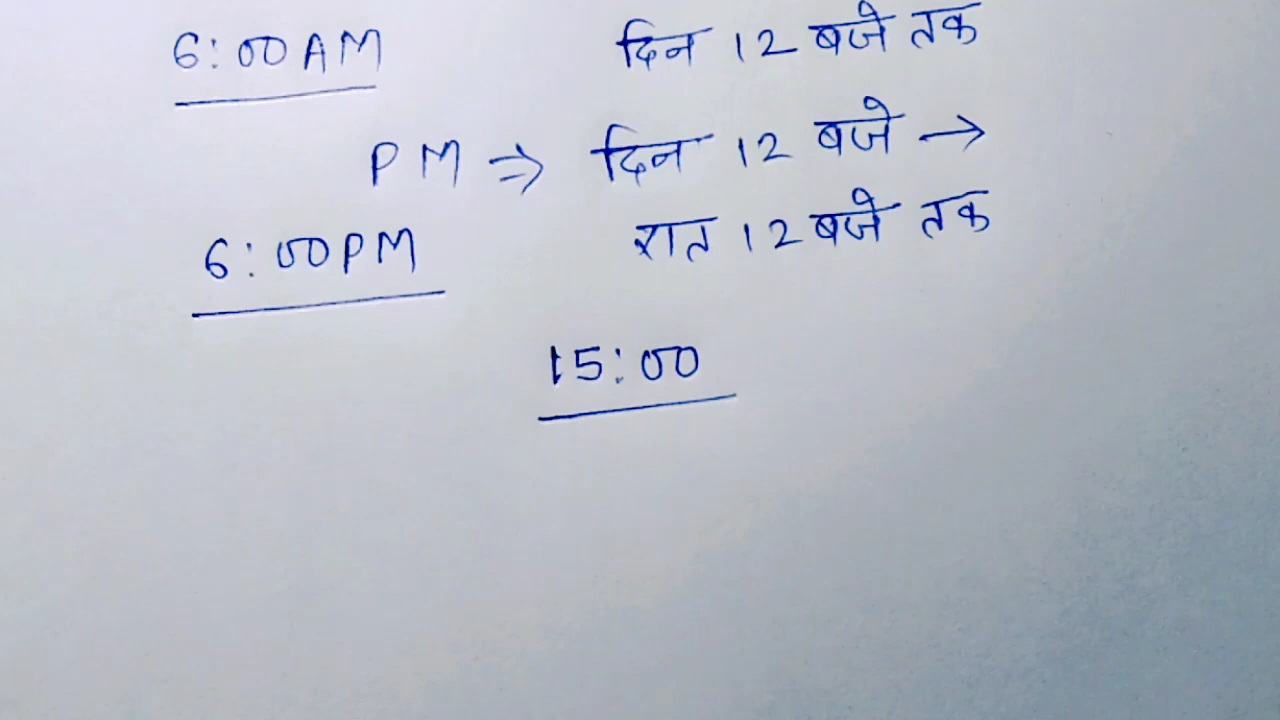 6:00AM दिन 12 बजे तक
PM ⇒ दिन 12 बजे →
6:00PM रात 12 बजे तक
15:00